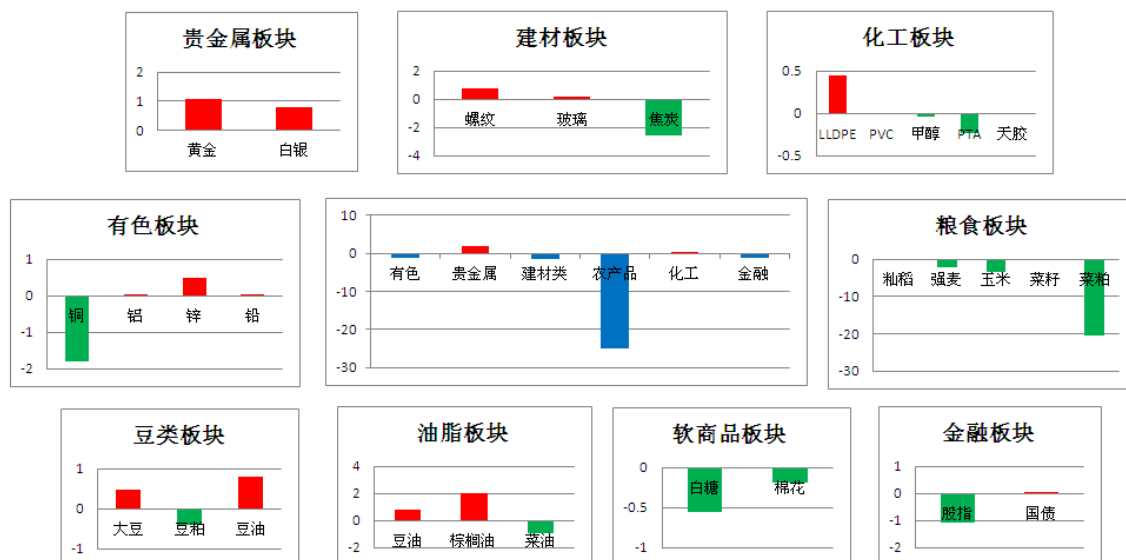 贵金属板块
2
1
0
黄金 白银
建材板块
2
0
-2
-4
螺纹 玻璃 焦炭
化工板块
0.5
0
-0.5
LLDPE PVC 甲醇 PTA 天胶
有色板块
1
0
-1
-2
铜 铝 锌 铅
10
0
-10
-20
-30
有色 贵金属 建材类 农产品 化工 金融
粮食板块
0
-10
-20
-30
籼稻 强麦 玉米 菜籽 菜粕
豆类板块
1
0
-1
大豆 豆粕 豆油
油脂板块
4
2
0
-2
豆油 棕榈油 菜油
软商品板块
0
-0.5
-1
白糖 棉花
金融板块
1
0
-1
-2
股指 国债